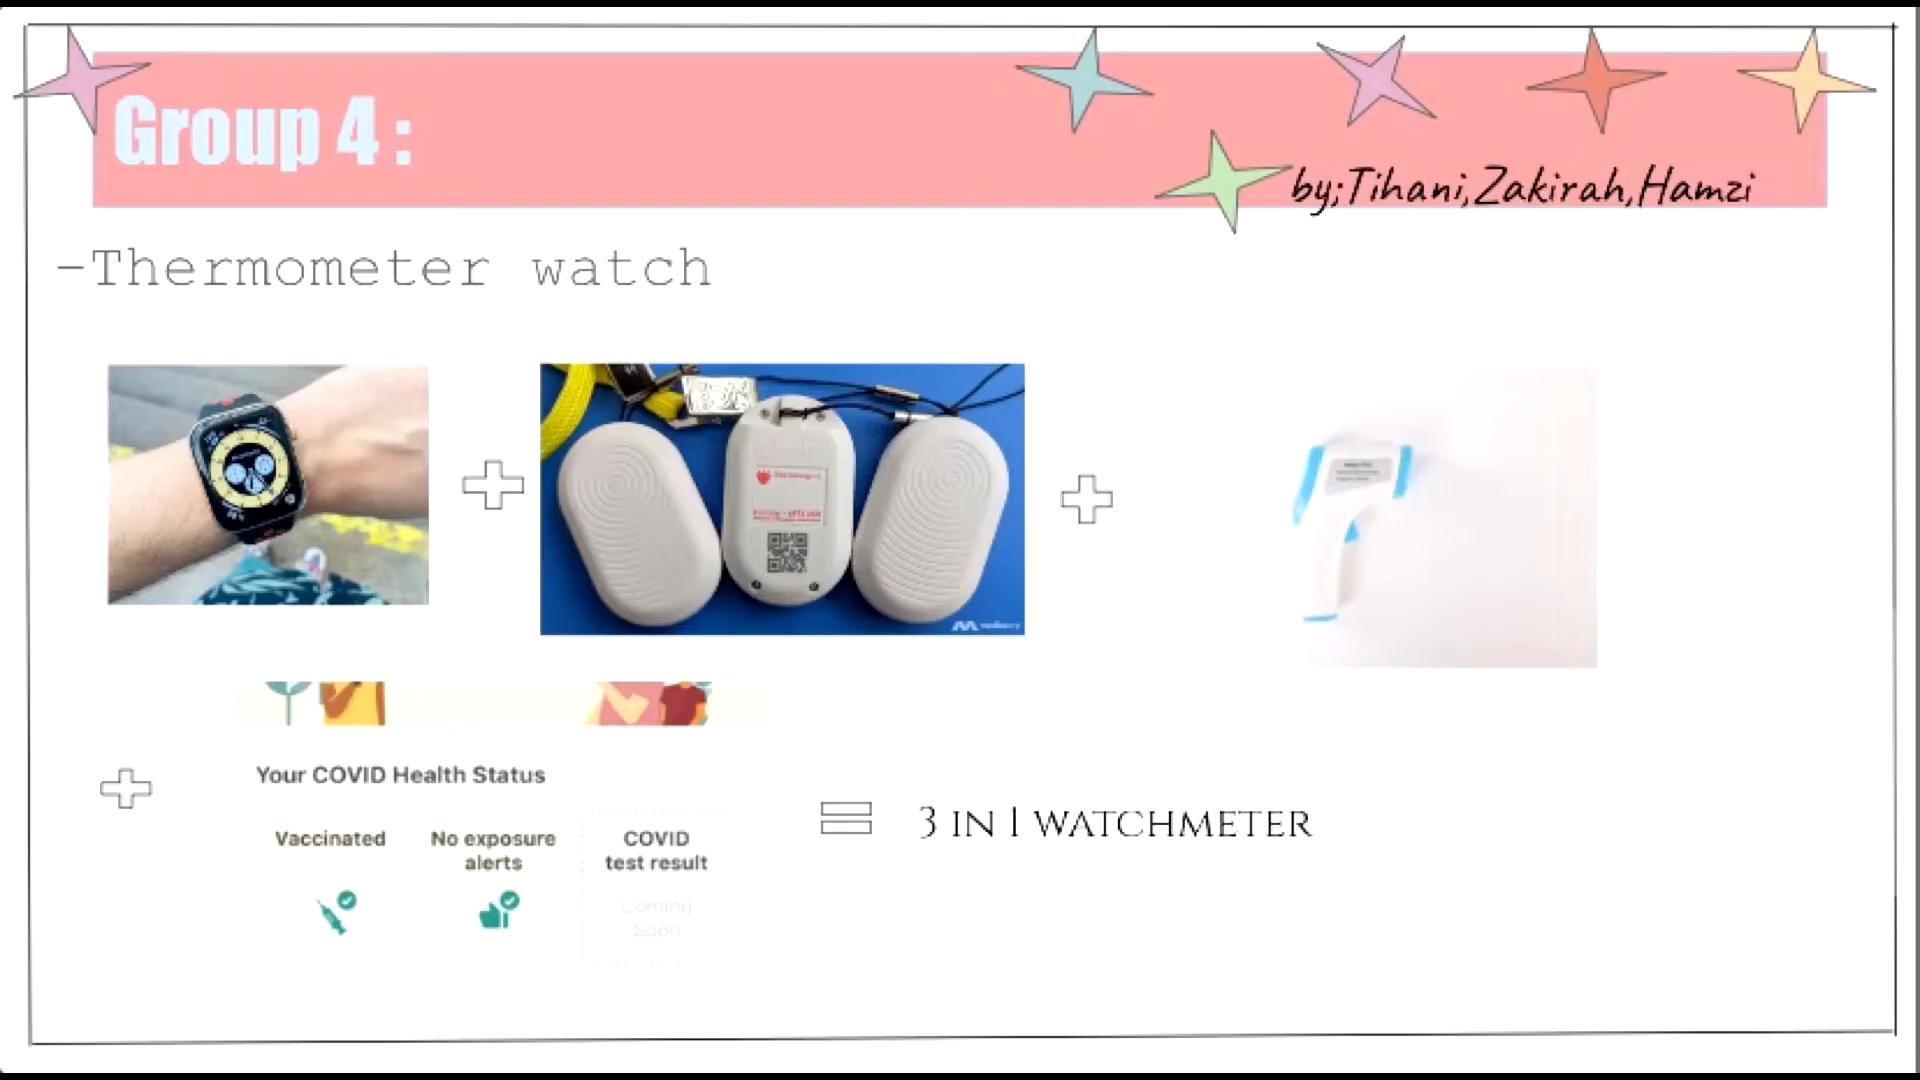 Group 4 :
by;Tihani,Zakirah,Hamzi
-Thermometer watch
Your COVID Health Status
Vaccinated
No exposure
alerts
COVID
test result
Coming
Soon
3 IN 1 WATCHMETER